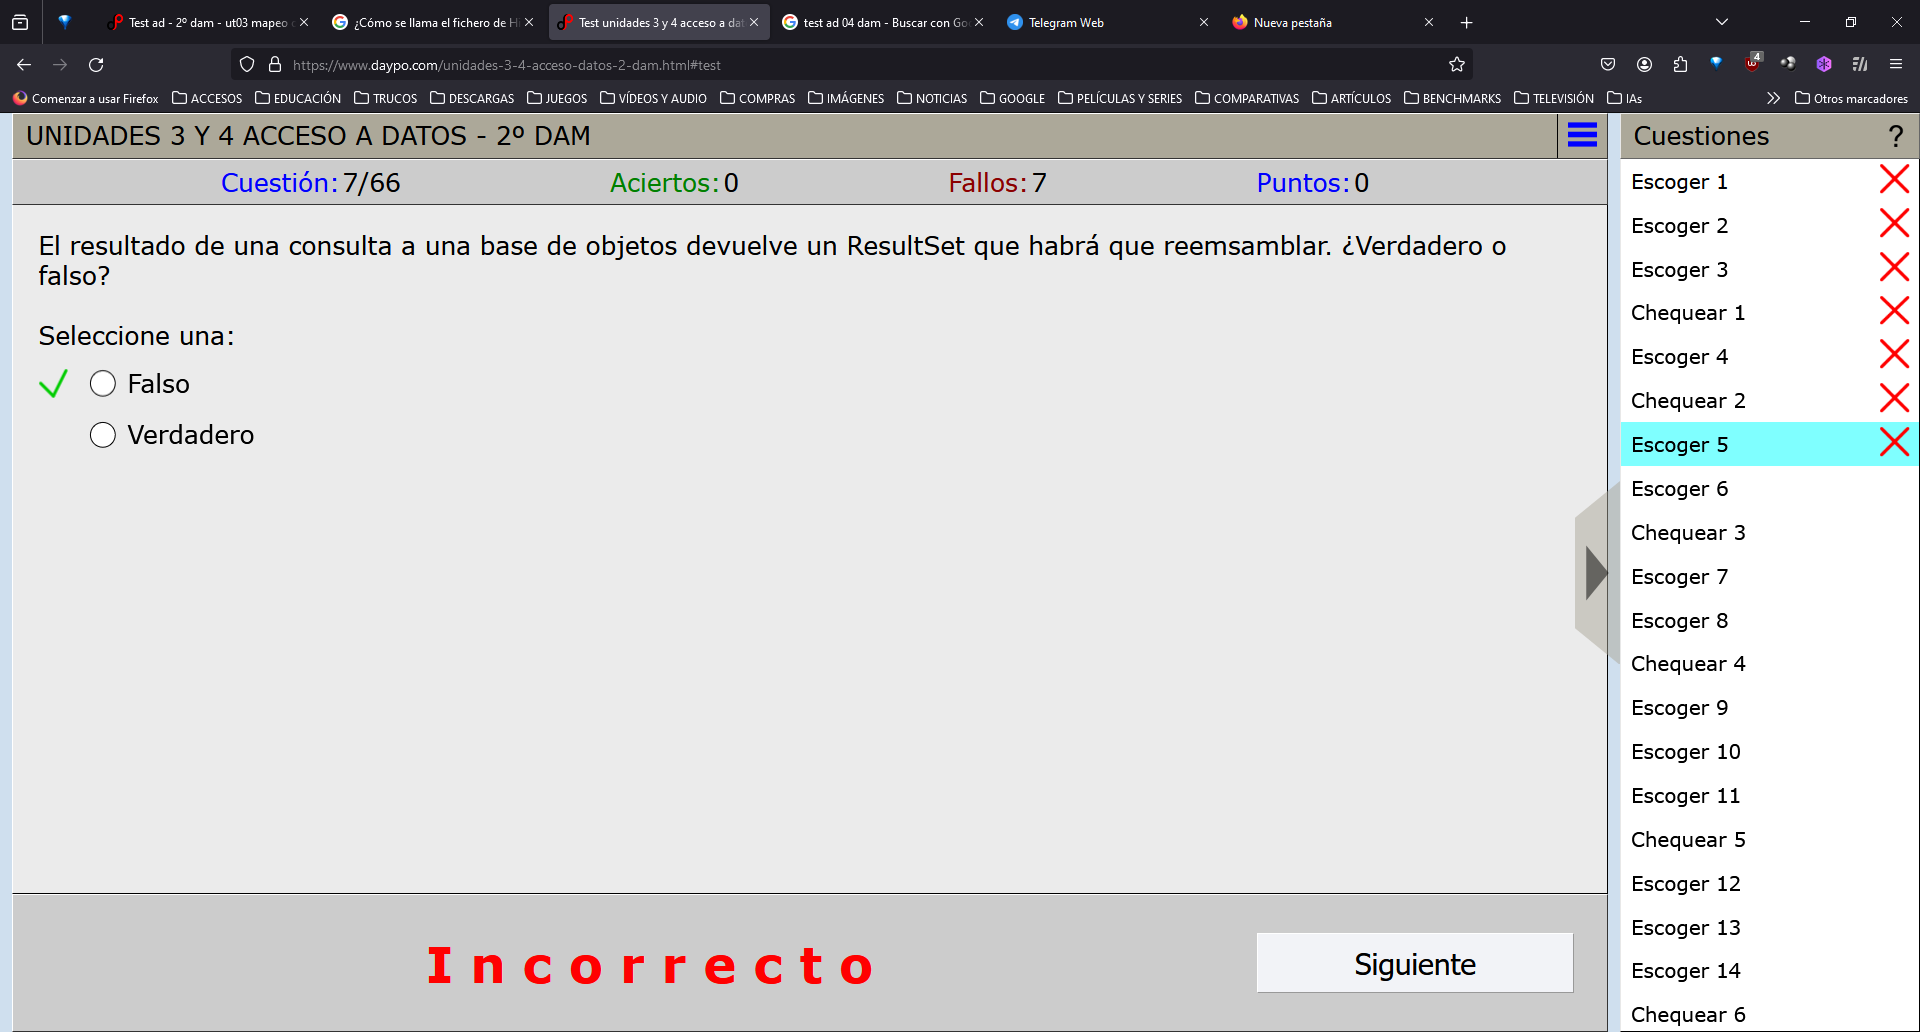 Test ad - 2º dam - ut03 mapeo
¿Cómo se llama el fichero de Hi
Test unidades 3 y 4 acceso a dat
test ad 04 dam - Buscar con Go
Telegram Web
Nueva pestaña
https://www.daypo.com/unidades-3-4-acceso-datos-2-dam.html#test
4
Comenzar a usar Firefox
ACCESOS
EDUCACIÓN
TRUCOS
DESCARGAS
JUEGOS
VÍDEOS Y AUDIO
COMPRAS
IMÁGENES
NOTICIAS
GOOGLE
PELÍCULAS Y SERIES
COMPARATIVAS
ARTÍCULOS
BENCHMARKS
TELEVISIÓN
IAs
Otros marcadores
UNIDADES 3 Y 4 ACCESO A DATOS - 2º DAM
Cuestión: 7/66
Aciertos: 0
Fallos: 7
Puntos: 0
El resultado de una consulta a una base de objetos devuelve un ResultSet que habrá que reemsamblar. ¿Verdadero o
falso?
Seleccione una:
Falso
Verdadero
Incorrecto
Siguiente
Cuestiones
?
Escoger 1
Escoger 2
Escoger 3
Chequear 1
Escoger 4
Chequear 2
Escoger 5
Escoger 6
Chequear 3
Escoger 7
Escoger 8
Chequear 4
Escoger 9
Escoger 10
Escoger 11
Chequear 5
Escoger 12
Escoger 13
Escoger 14
Chequear 6